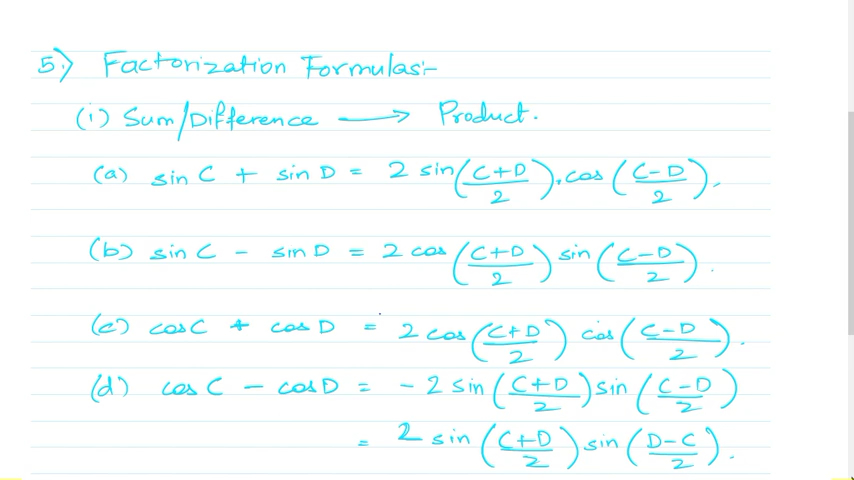 5.) Factorization Formulas:-
(i) Sum/Difference ⟶ Product.
(a) sin C + sin D = 2 sin((C+D)/2).cos((C-D)/2).
(b) sin C - sin D = 2 cos((C+D)/2) sin((C-D)/2).
(c) cos C + cos D = 2 cos((C+D)/2) cos((C-D)/2).
(d) cos C - cos D = -2 sin((C+D)/2) sin((C-D)/2)
= 2 sin((C+D)/2) sin((D-C)/2).